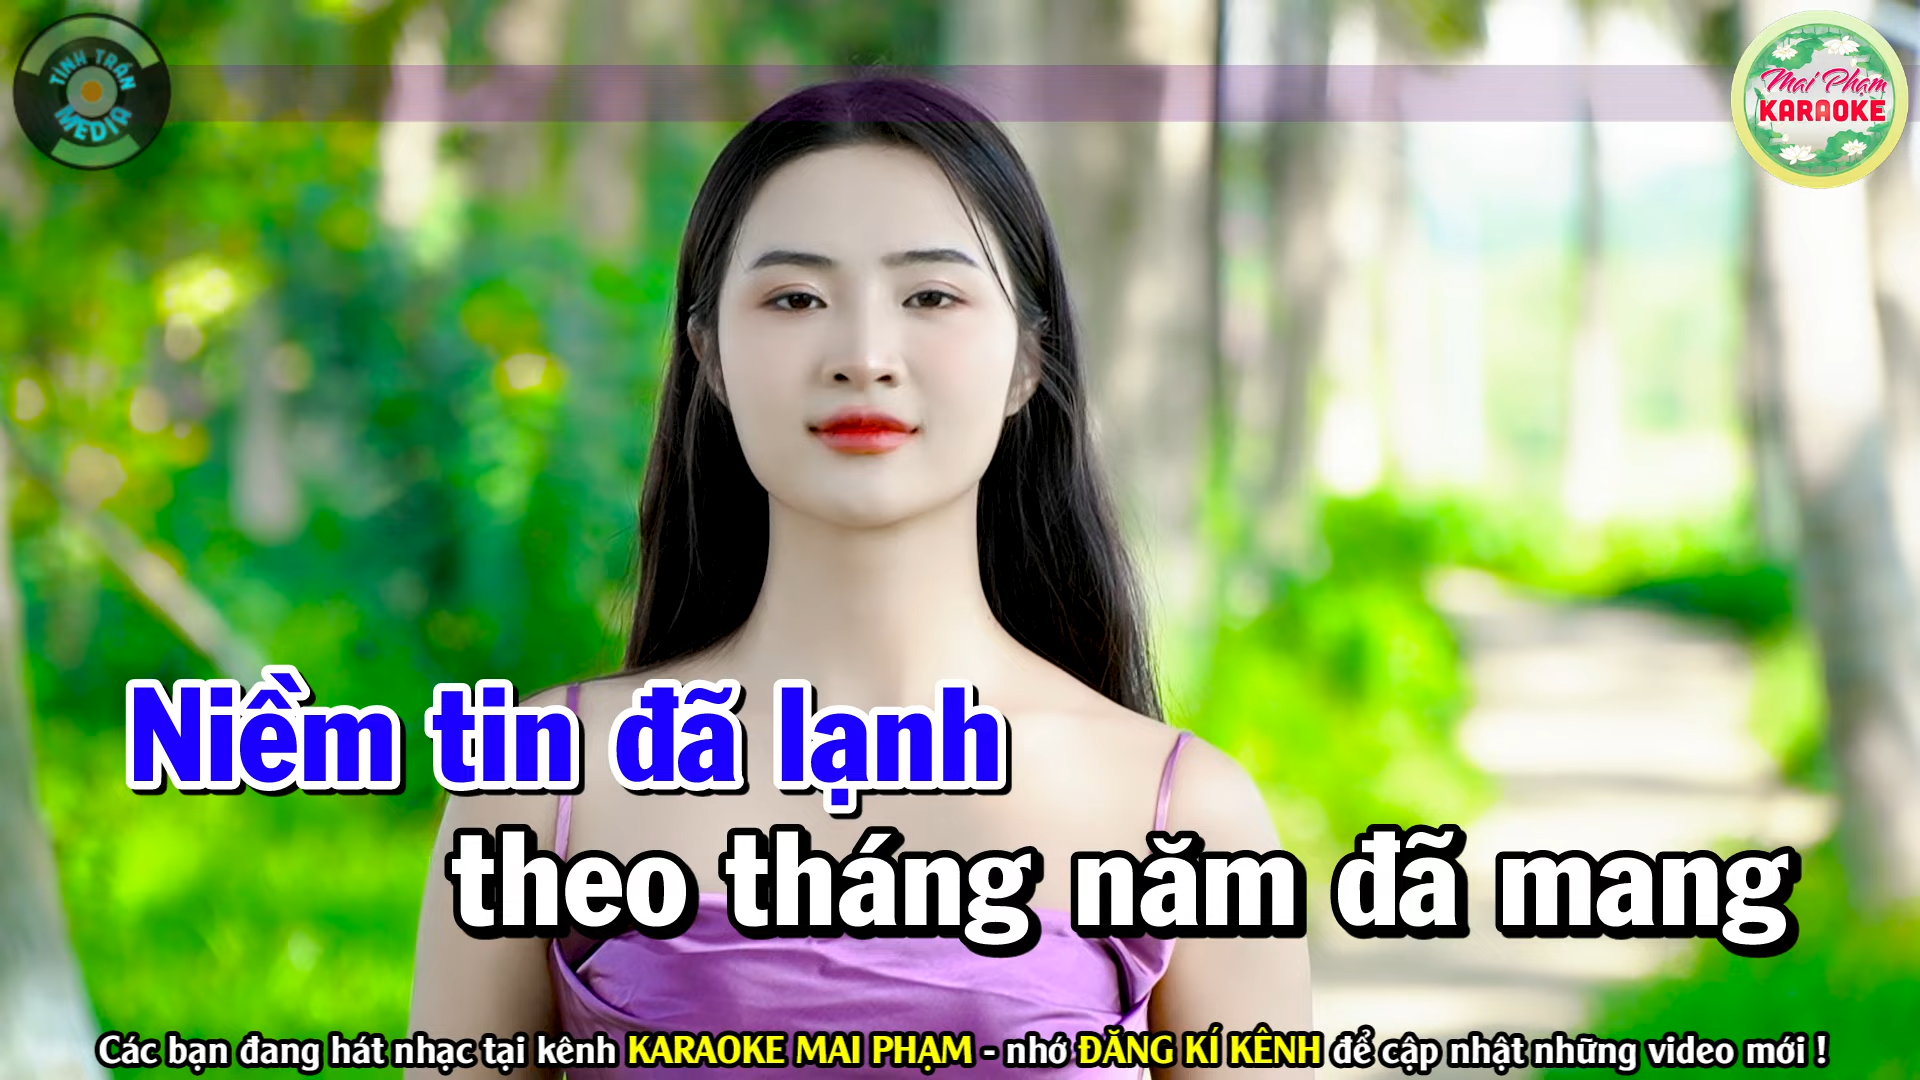 TÌNH TRẦN
MEDIA
Mai Phạm
KARAOKE
Niềm tin đã lạnh
theo tháng năm đã mang
Các bạn đang hát nhạc tại kênh KARAOKE MAI PHẠM - nhớ ĐĂNG KÍ KÊNH để cập nhật những video mới !